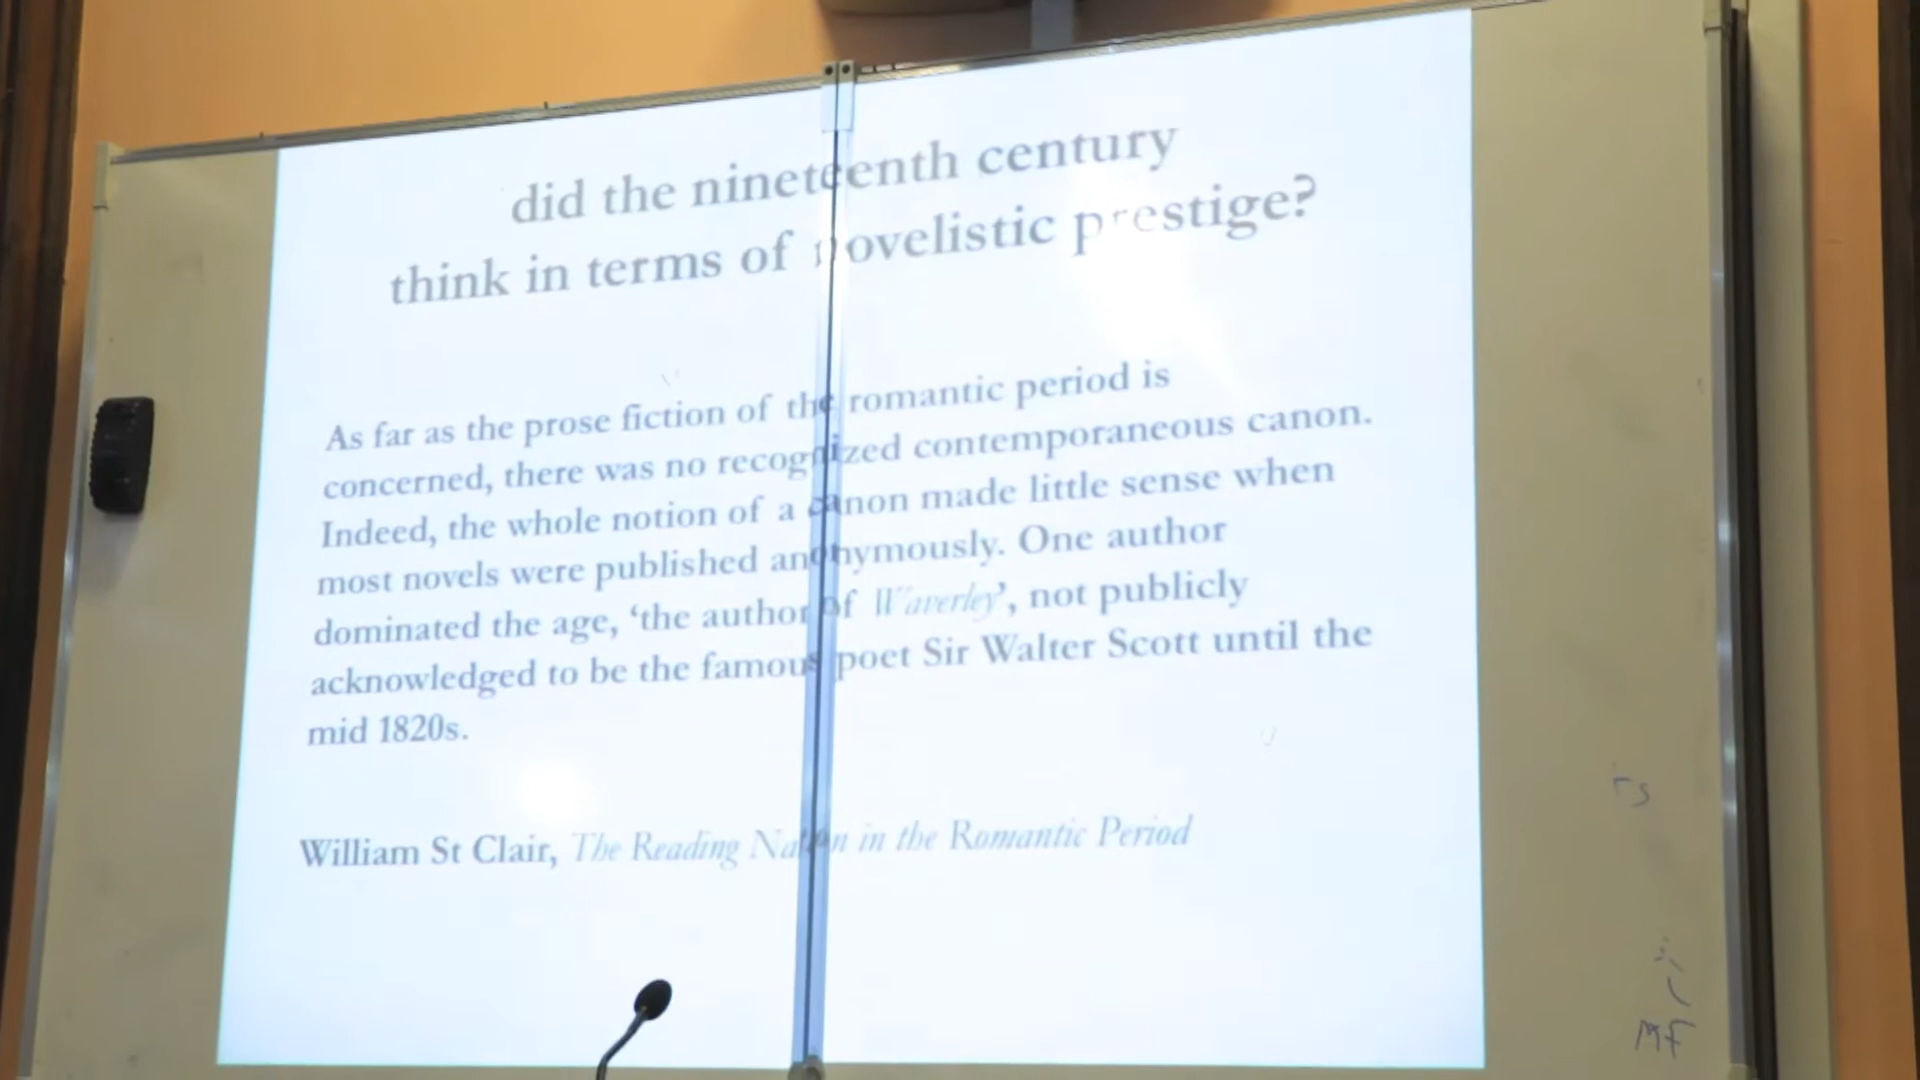 did the nineteenth century
think in terms of novelistic prestige?
As far as the prose fiction of the romantic period is
concerned, there was no recognized contemporaneous canon.
Indeed, the whole notion of a canon made little sense when
most novels were published anonymously. One author
dominated the age, ‘the author of Waverley’, not publicly
acknowledged to be the famous poet Sir Walter Scott until the
mid 1820s.
William St Clair, The Reading Nation in the Romantic Period
rs
MF